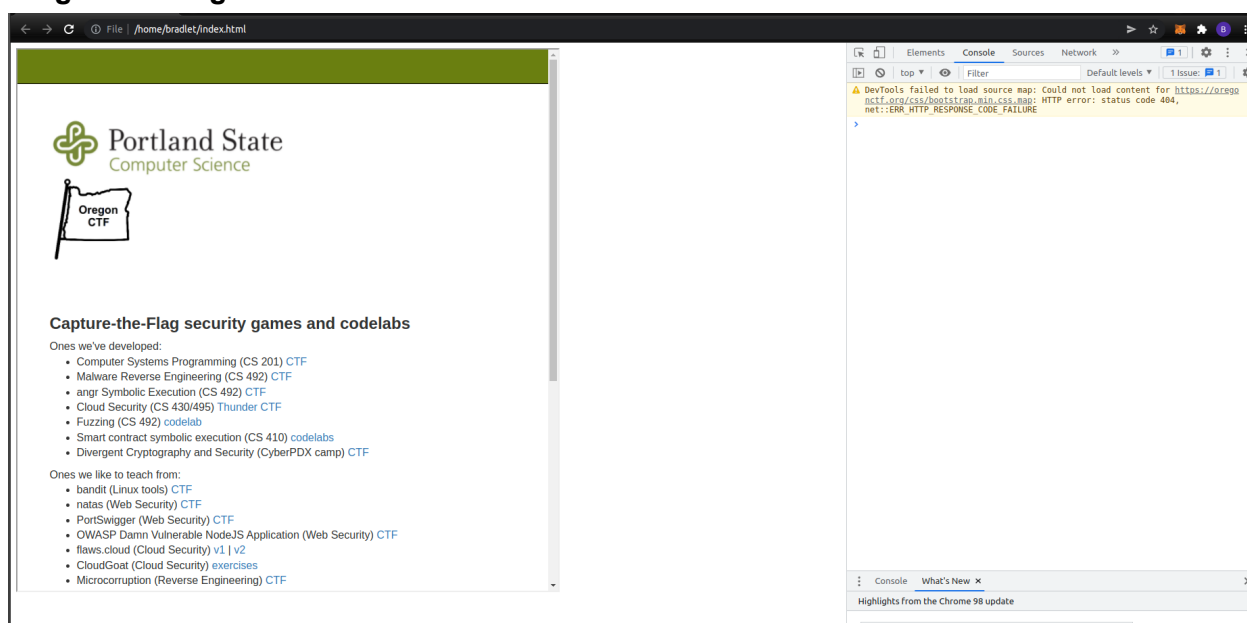 File | /home/bradlet/index.html
B
Elements Console Sources Network » 1
top ▼ Filter Default levels ▼ 1 Issue: 1
DevTools failed to load source map: Could not load content for https://orego
nctf.org/css/bootstrap.min.css.map: HTTP error: status code 404,
net::ERR_HTTP_RESPONSE_CODE_FAILURE
Portland State
Computer Science
Oregon
CTF
Capture-the-Flag security games and codelabs
Ones we've developed:
• Computer Systems Programming (CS 201) CTF
• Malware Reverse Engineering (CS 492) CTF
• angr Symbolic Execution (CS 492) CTF
• Cloud Security (CS 430/495) Thunder CTF
• Fuzzing (CS 492) codelab
• Smart contract symbolic execution (CS 410) codelabs
• Divergent Cryptography and Security (CyberPDX camp) CTF
Ones we like to teach from:
• bandit (Linux tools) CTF
• natas (Web Security) CTF
• PortSwigger (Web Security) CTF
• OWASP Damn Vulnerable NodeJS Application (Web Security) CTF
• flaws.cloud (Cloud Security) v1 | v2
• CloudGoat (Cloud Security) exercises
• Microcorruption (Reverse Engineering) CTF
Console What's New ×
Highlights from the Chrome 98 update